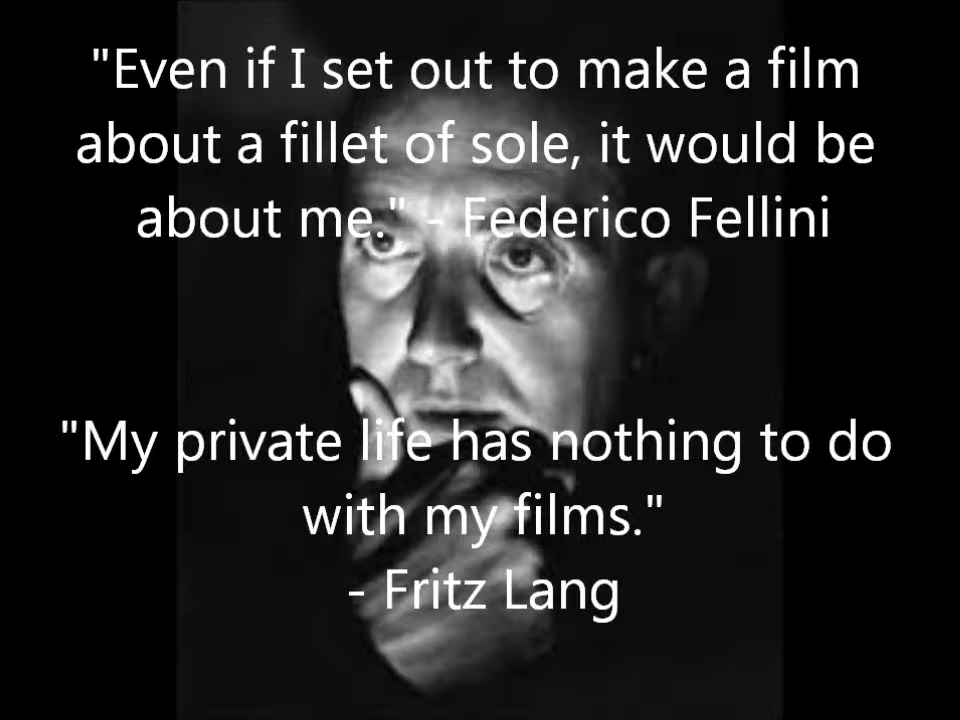 "Even if I set out to make a film
about a fillet of sole, it would be
about me." - Federico Fellini
"My private life has nothing to do
with my films."
- Fritz Lang